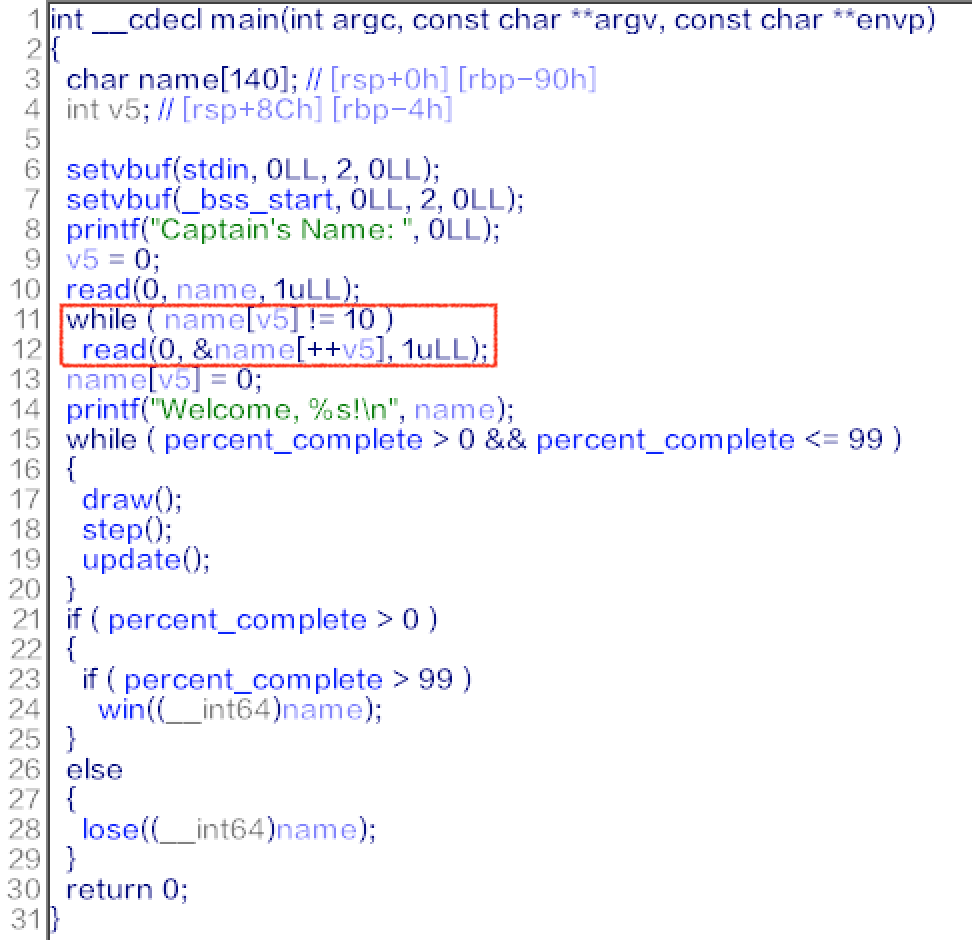 1 int __cdecl main(int argc, const char **argv, const char **envp)
2 {
3 char name[140]; // [rsp+0h] [rbp-90h]
4 int v5; // [rsp+8Ch] [rbp-4h]
5
6 setvbuf(stdin, 0LL, 2, 0LL);
7 setvbuf(_bss_start, 0LL, 2, 0LL);
8 printf("Captain's Name: ", 0LL);
9 v5 = 0;
10 read(0, name, 1uLL);
11 while ( name[v5] != 10 )
12 read(0, &name[++v5], 1uLL);
13 name[v5] = 0;
14 printf("Welcome, %s!\n", name);
15 while ( percent_complete > 0 && percent_complete <= 99 )
16 {
17 draw();
18 step();
19 update();
20 }
21 if ( percent_complete > 0 )
22 {
23 if ( percent_complete > 99 )
24 win((__int64)name);
25 }
26 else
27 {
28 lose((__int64)name);
29 }
30 return 0;
31 }